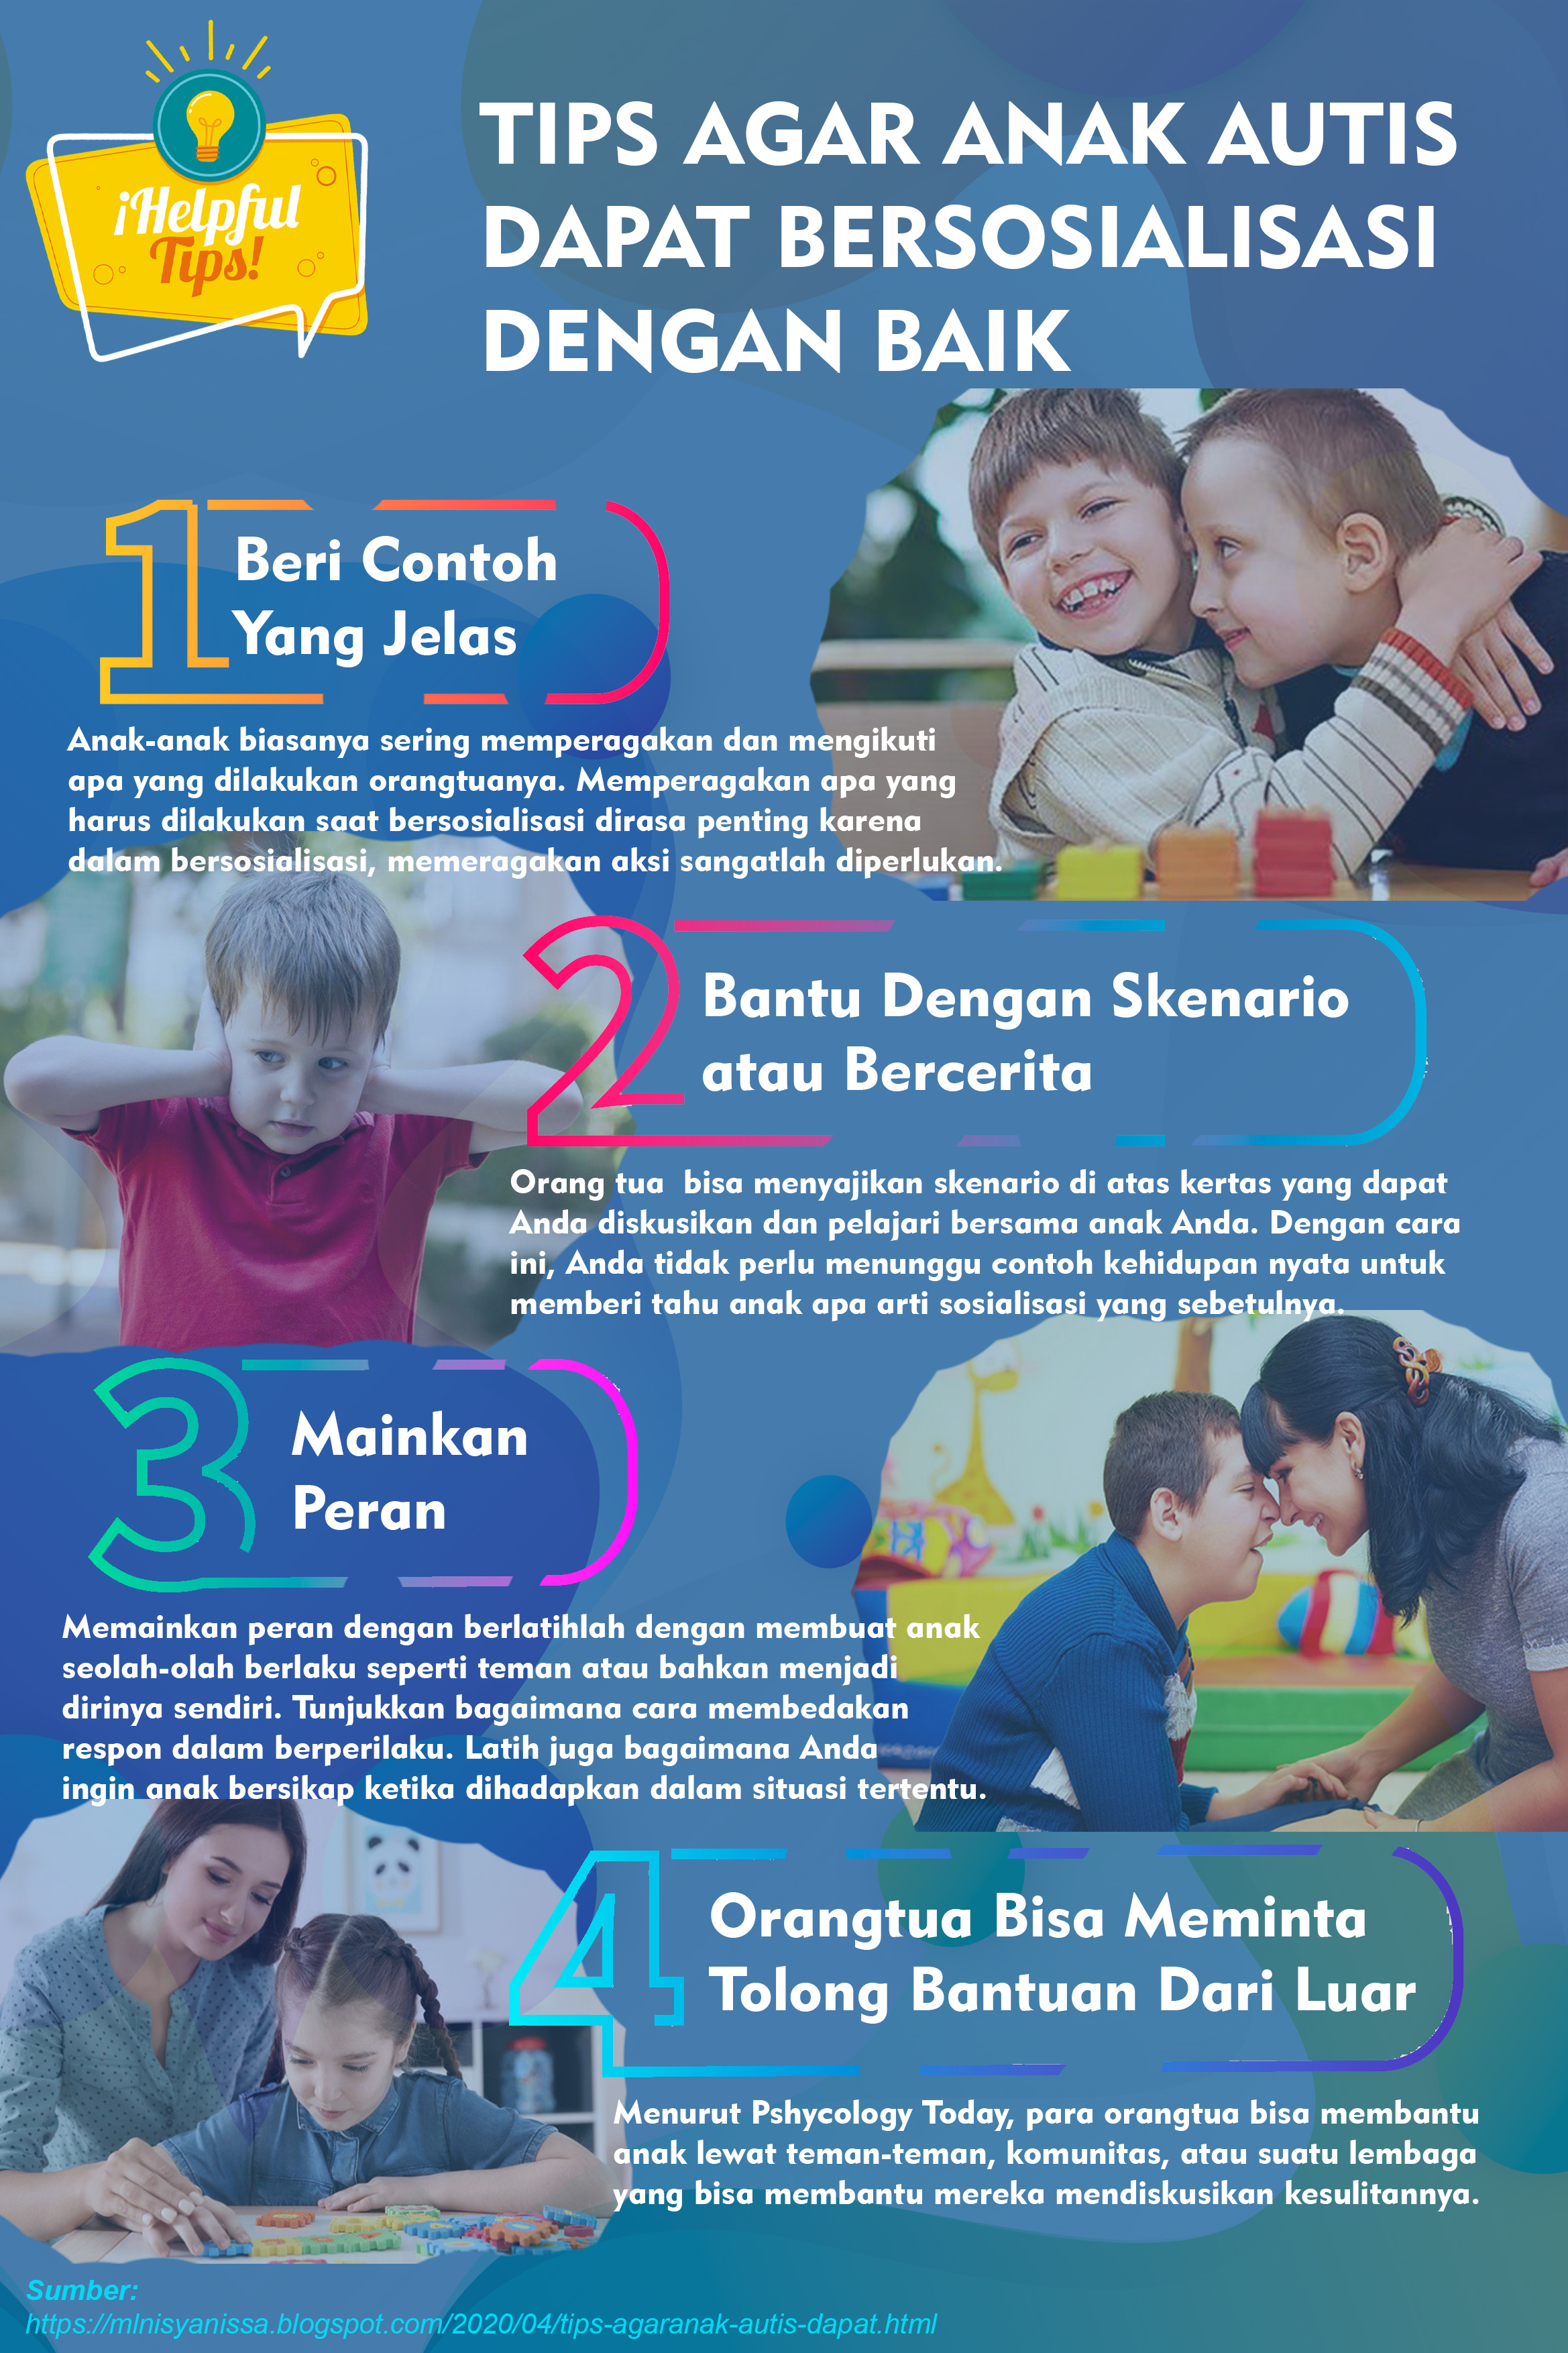 ¡Helpful
Tips!
TIPS AGAR ANAK AUTIS
DAPAT BERSOSIALISASI
DENGAN BAIK
1
Beri Contoh
Yang Jelas
Anak-anak biasanya sering memperagakan dan mengikuti
apa yang dilakukan orangtuanya. Memperagakan apa yang
harus dilakukan saat bersosialisasi dirasa penting karena
dalam bersosialisasi, memeragakan aksi sangatlah diperlukan.
2
Bantu Dengan Skenario
atau Bercerita
Orang tua  bisa menyajikan skenario di atas kertas yang dapat
Anda diskusikan dan pelajari bersama anak Anda. Dengan cara
ini, Anda tidak perlu menunggu contoh kehidupan nyata untuk
memberi tahu anak apa arti sosialisasi yang sebetulnya.
3
Mainkan
Peran
Memainkan peran dengan berlatihlah dengan membuat anak
seolah-olah berlaku seperti teman atau bahkan menjadi
dirinya sendiri. Tunjukkan bagaimana cara membedakan
respon dalam berperilaku. Latih juga bagaimana Anda
ingin anak bersikap ketika dihadapkan dalam situasi tertentu.
4
Orangtua Bisa Meminta
Tolong Bantuan Dari Luar
Menurut Pshycology Today, para orangtua bisa membantu
anak lewat teman-teman, komunitas, atau suatu lembaga
yang bisa membantu mereka mendiskusikan kesulitannya.
Sumber:
https://mlnisyanissa.blogspot.com/2020/04/tips-agaranak-autis-dapat.html